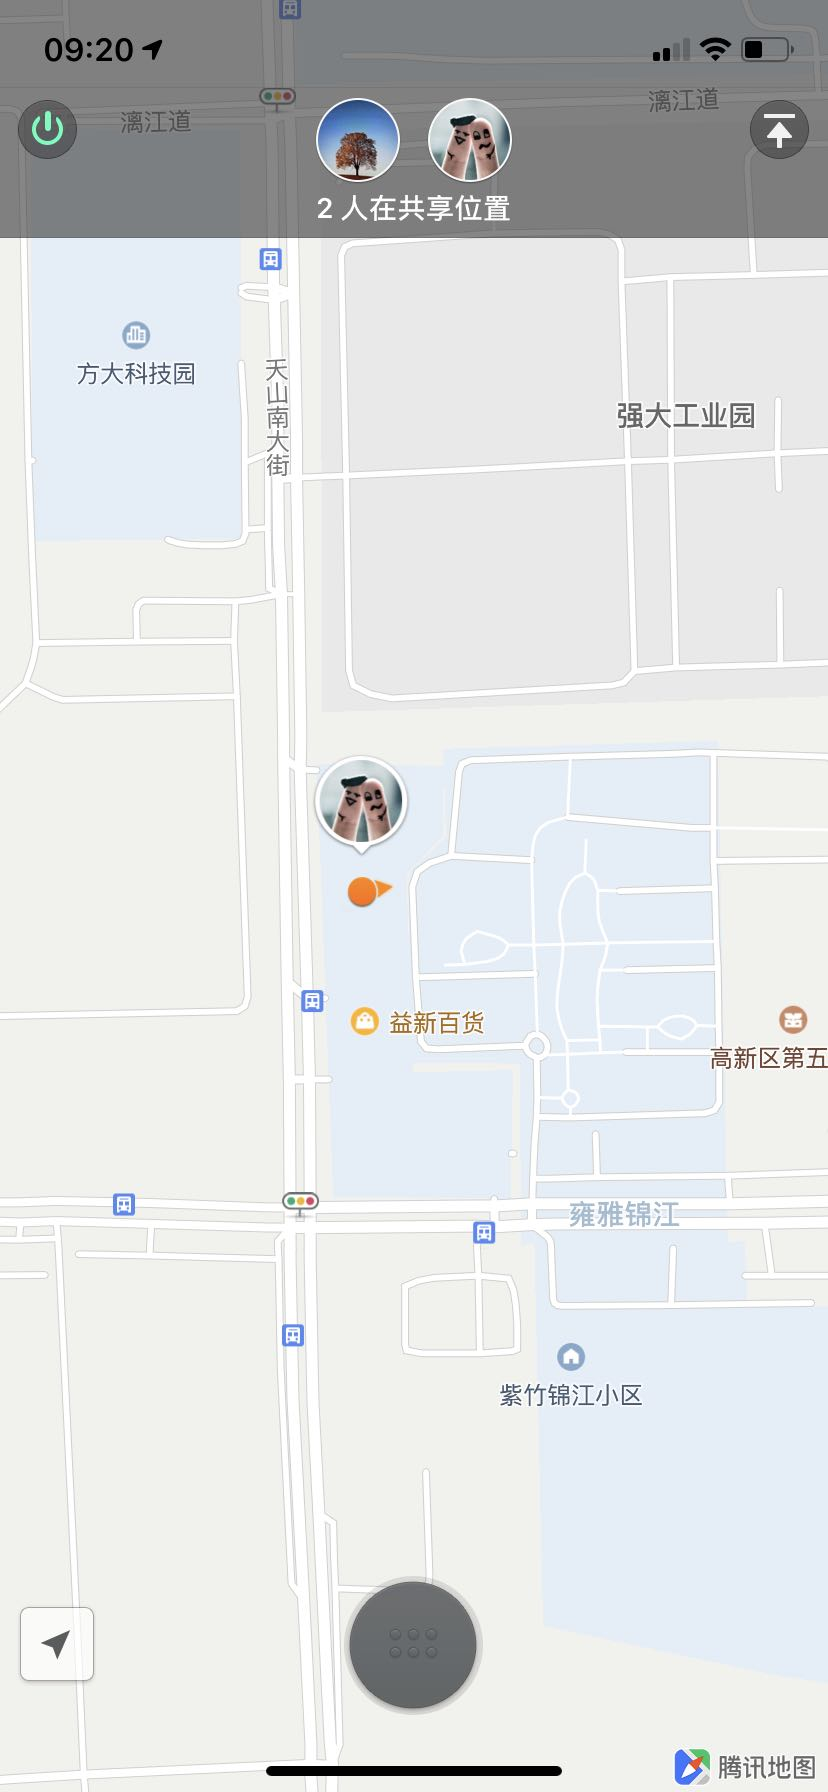 09:20
漓江道
漓江道
2 人在共享位置
方大科技园
天山南大街
强大工业园
益新百货
高新区第五
雍雅锦江
紫竹锦江小区
腾讯地图